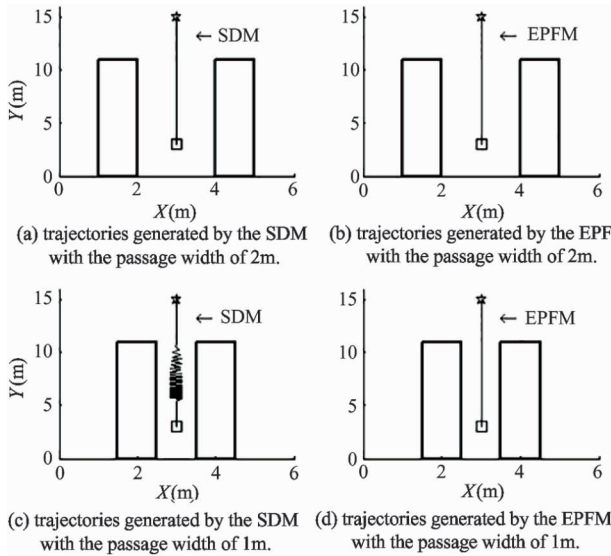 15
← SDM
10
Y(m)
5
0
0 2 4 6
X(m)
(a) trajectories generated by the SDM
with the passage width of 2m.
15
← EPFM
10
Y(m)
5
0
0 2 4 6
X(m)
(b) trajectories generated by the EPF
with the passage width of 2m.
15
← SDM
10
Y(m)
5
0
0 2 4 6
X(m)
(c) trajectories generated by the SDM
with the passage width of 1m.
15
← EPFM
10
Y(m)
5
0
0 2 4 6
X(m)
(d) trajectories generated by the EPFM
with the passage width of 1m.